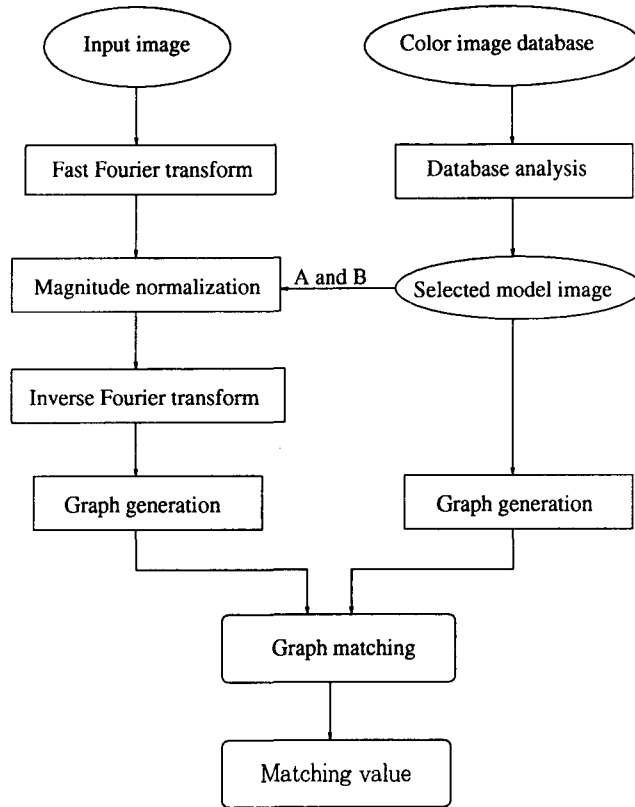 Input image
Color image database
Fast Fourier transform
Database analysis
Magnitude normalization
A and B
Selected model image
Inverse Fourier transform
Graph generation
Graph generation
Graph matching
Matching value